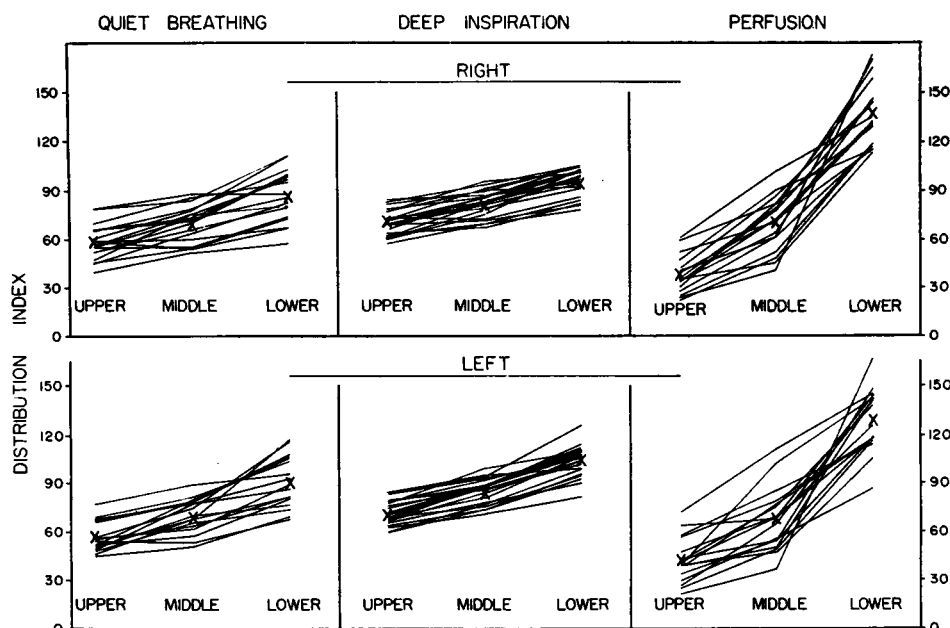 QUIET BREATHING DEEP INSPIRATION PERFUSION
RIGHT
150 150
120 120
90 90
60 60
30 30
UPPER MIDDLE LOWER UPPER MIDDLE LOWER UPPER MIDDLE LOWER
0 0
DISTRIBUTION INDEX
LEFT
150 150
120 120
90 90
60 60
30 30
UPPER MIDDLE LOWER UPPER MIDDLE LOWER UPPER MIDDLE LOWER
0 0